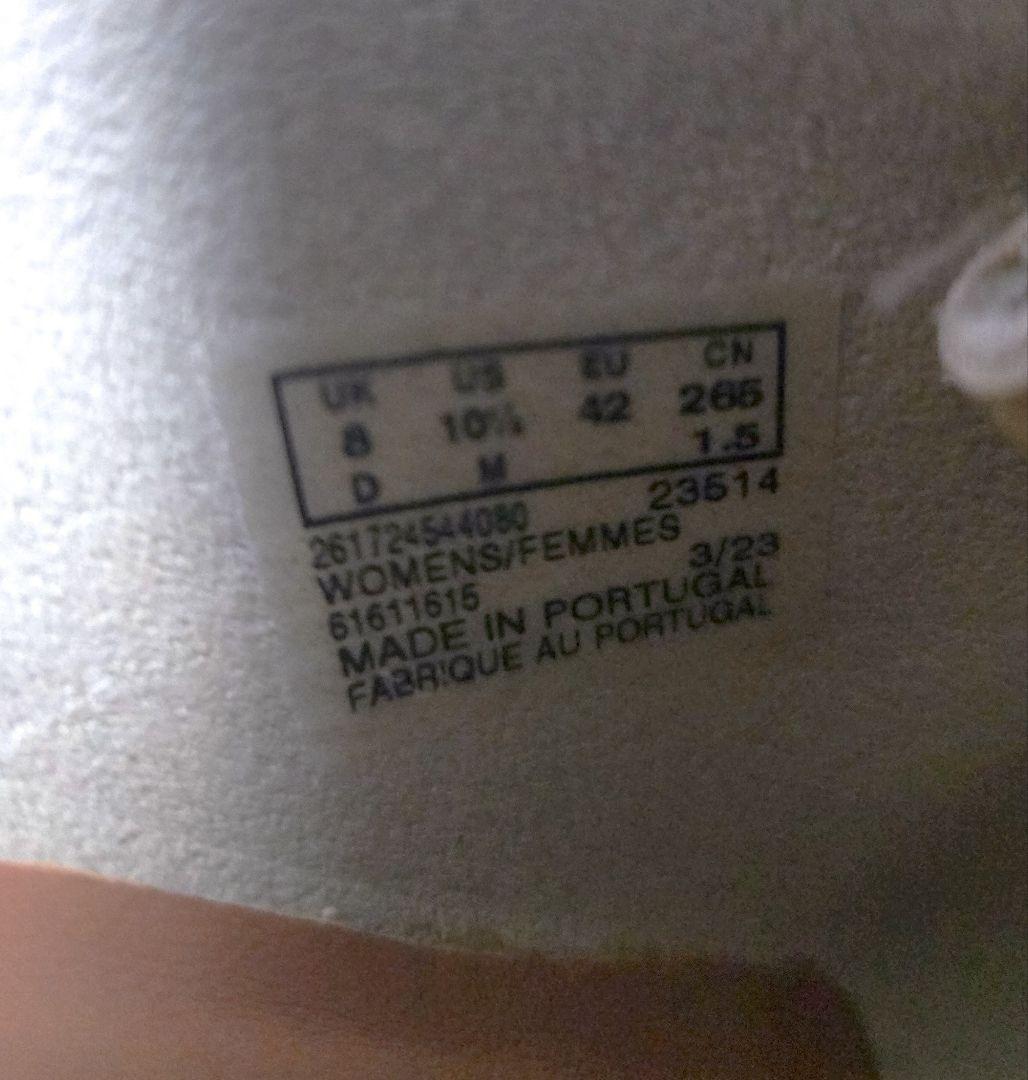 UK US EU CN
8 10½ 42 265
D M 1.5
261724544080 23514
WOMENS/FEMMES
61611615 3/23
MADE IN PORTUGAL
FABRIQUE AU PORTUGAL